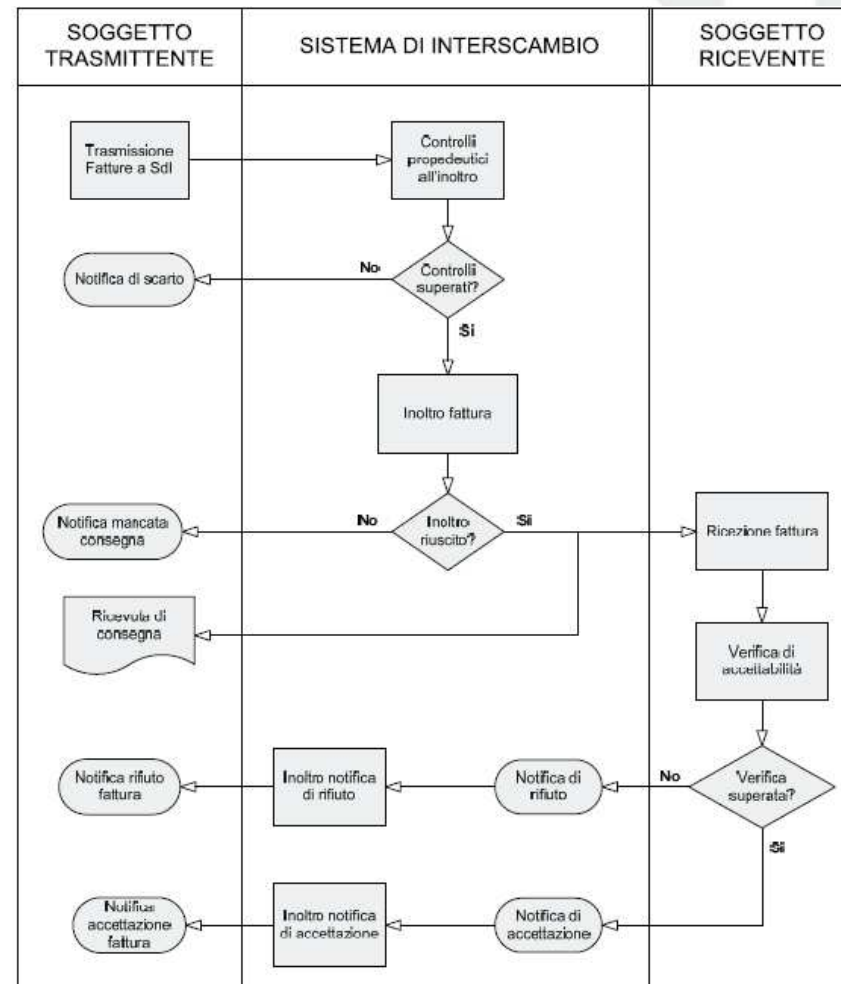 SOGGETTO
TRASMITTENTE
SISTEMA DI INTERSCAMBIO
SOGGETTO
RICEVENTE
Trasmissione
Fatture a SdI
Controlli
propedeutici
all'inoltro
Notifica di scarto
No
Controlli
superati?
Si
Inoltro fattura
Notifica mancata
consegna
No
Inoltro
riuscito?
Si
Ricezione fattura
Ricevuta di
consegna
Verifica di
accettabilità
Notifica rifiuto
fattura
Inoltro notifica
di rifiuto
Notifica di
rifiuto
No
Verifica
superata?
Si
Notifica
accettazione
fattura
Inoltro notifica
di accettazione
Notifica di
accettazione